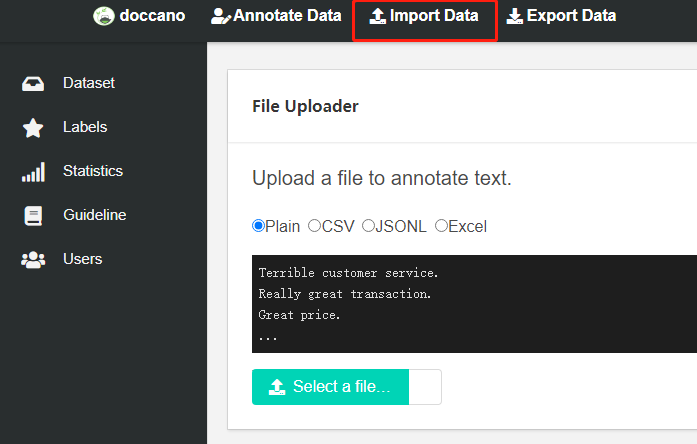 doccano Annotate Data Import Data Export Data
Dataset
Labels
Statistics
Guideline
Users
File Uploader
Upload a file to annotate text.
Plain CSV JSONL Excel
Terrible customer service.
Really great transaction.
Great price.
...
Select a file...